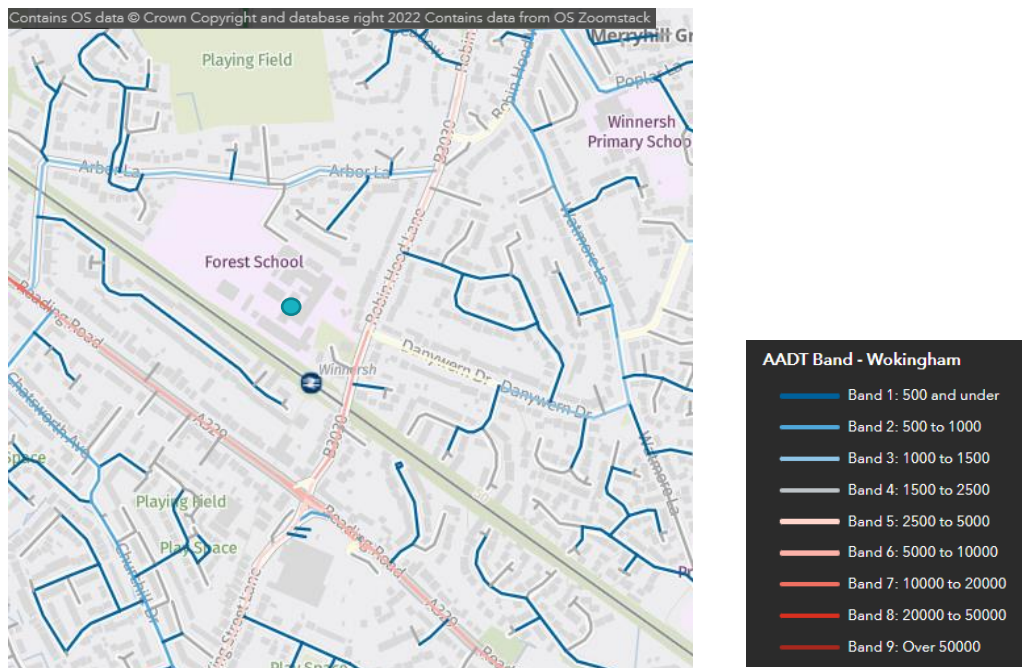 Contains OS data © Crown Copyright and database right 2022 Contains data from OS Zoomstack
Merryhill Gr
Playing Field
Robin Hood
Poplar La
Winnersh
Primary Schoo
B3030
Arbor La
Arbor La
Watmore La
Forest School
Robin Hood Lane
Reading Road
Danywern Dr
Danywern Dr
Winnersh
Chatsworth Ave
A329
B3030
Watmore La
Space
Playing Field
Reading Road
Play Space
Churchill Dr
A329
Play Space
AADT Band - Wokingham
Band 1: 500 and under
Band 2: 500 to 1000
Band 3: 1000 to 1500
Band 4: 1500 to 2500
Band 5: 2500 to 5000
Band 6: 5000 to 10000
Band 7: 10000 to 20000
Band 8: 20000 to 50000
Band 9: Over 50000